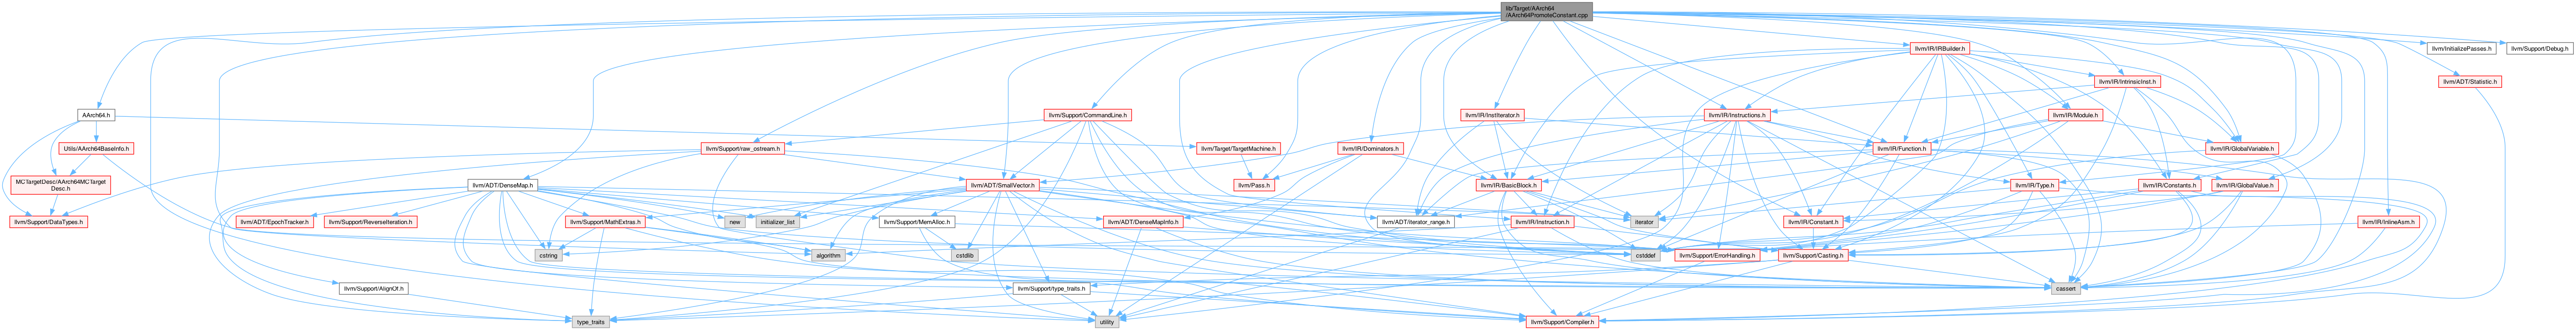 lib/Target/AArch64
/AArch64PromoteConstant.cpp
llvm/IR/IRBuilder.h
llvm/InitializePasses.h
llvm/Support/Debug.h
llvm/IR/IntrinsicInst.h
llvm/ADT/Statistic.h
AArch64.h
llvm/Support/CommandLine.h
llvm/IR/InstIterator.h
llvm/IR/Instructions.h
llvm/IR/Module.h
Utils/AArch64BaseInfo.h
llvm/Support/raw_ostream.h
llvm/Target/TargetMachine.h
llvm/IR/Dominators.h
llvm/IR/Function.h
llvm/IR/GlobalVariable.h
MCTargetDesc/AArch64MCTarget
Desc.h
llvm/ADT/DenseMap.h
llvm/ADT/SmallVector.h
llvm/Pass.h
llvm/IR/BasicBlock.h
llvm/IR/Type.h
llvm/IR/Constants.h
llvm/IR/GlobalValue.h
llvm/Support/DataTypes.h
llvm/ADT/EpochTracker.h
llvm/Support/ReverseIteration.h
llvm/Support/MathExtras.h
new
initializer_list
llvm/Support/MemAlloc.h
llvm/ADT/DenseMapInfo.h
llvm/ADT/iterator_range.h
llvm/IR/Instruction.h
iterator
llvm/IR/Constant.h
llvm/IR/InlineAsm.h
cstring
algorithm
cstdlib
cstddef
llvm/Support/ErrorHandling.h
llvm/Support/Casting.h
llvm/Support/AlignOf.h
llvm/Support/type_traits.h
cassert
type_traits
utility
llvm/Support/Compiler.h